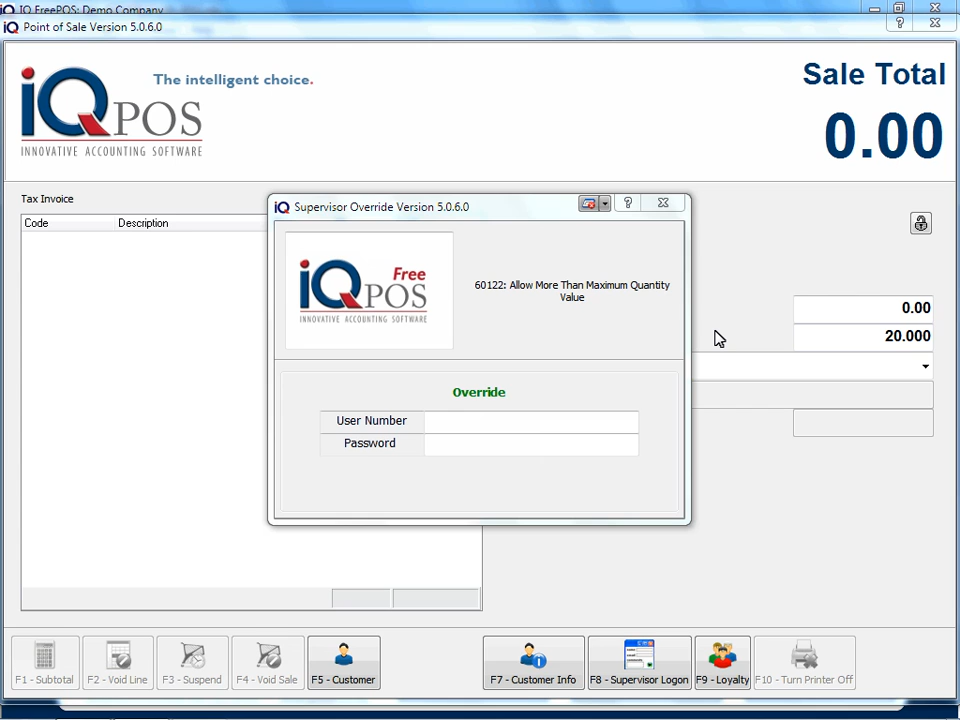 IQ FreePOS: Demo Company
iQ Point of Sale Version 5.0.6.0
The intelligent choice.
iQPOS
INNOVATIVE ACCOUNTING SOFTWARE
Sale Total
0.00
Tax Invoice
Code Description
iQ Supervisor Override Version 5.0.6.0
Free
iQPOS
INNOVATIVE ACCOUNTING SOFTWARE
60122: Allow More Than Maximum Quantity
Value
0.00
20.000
Override
User Number
Password
F1 - Subtotal F2 - Void Line F3 - Suspend F4 - Void Sale F5 - Customer F7 - Customer Info F8 - Supervisor Logon F9 - Loyalty F10 - Turn Printer Off